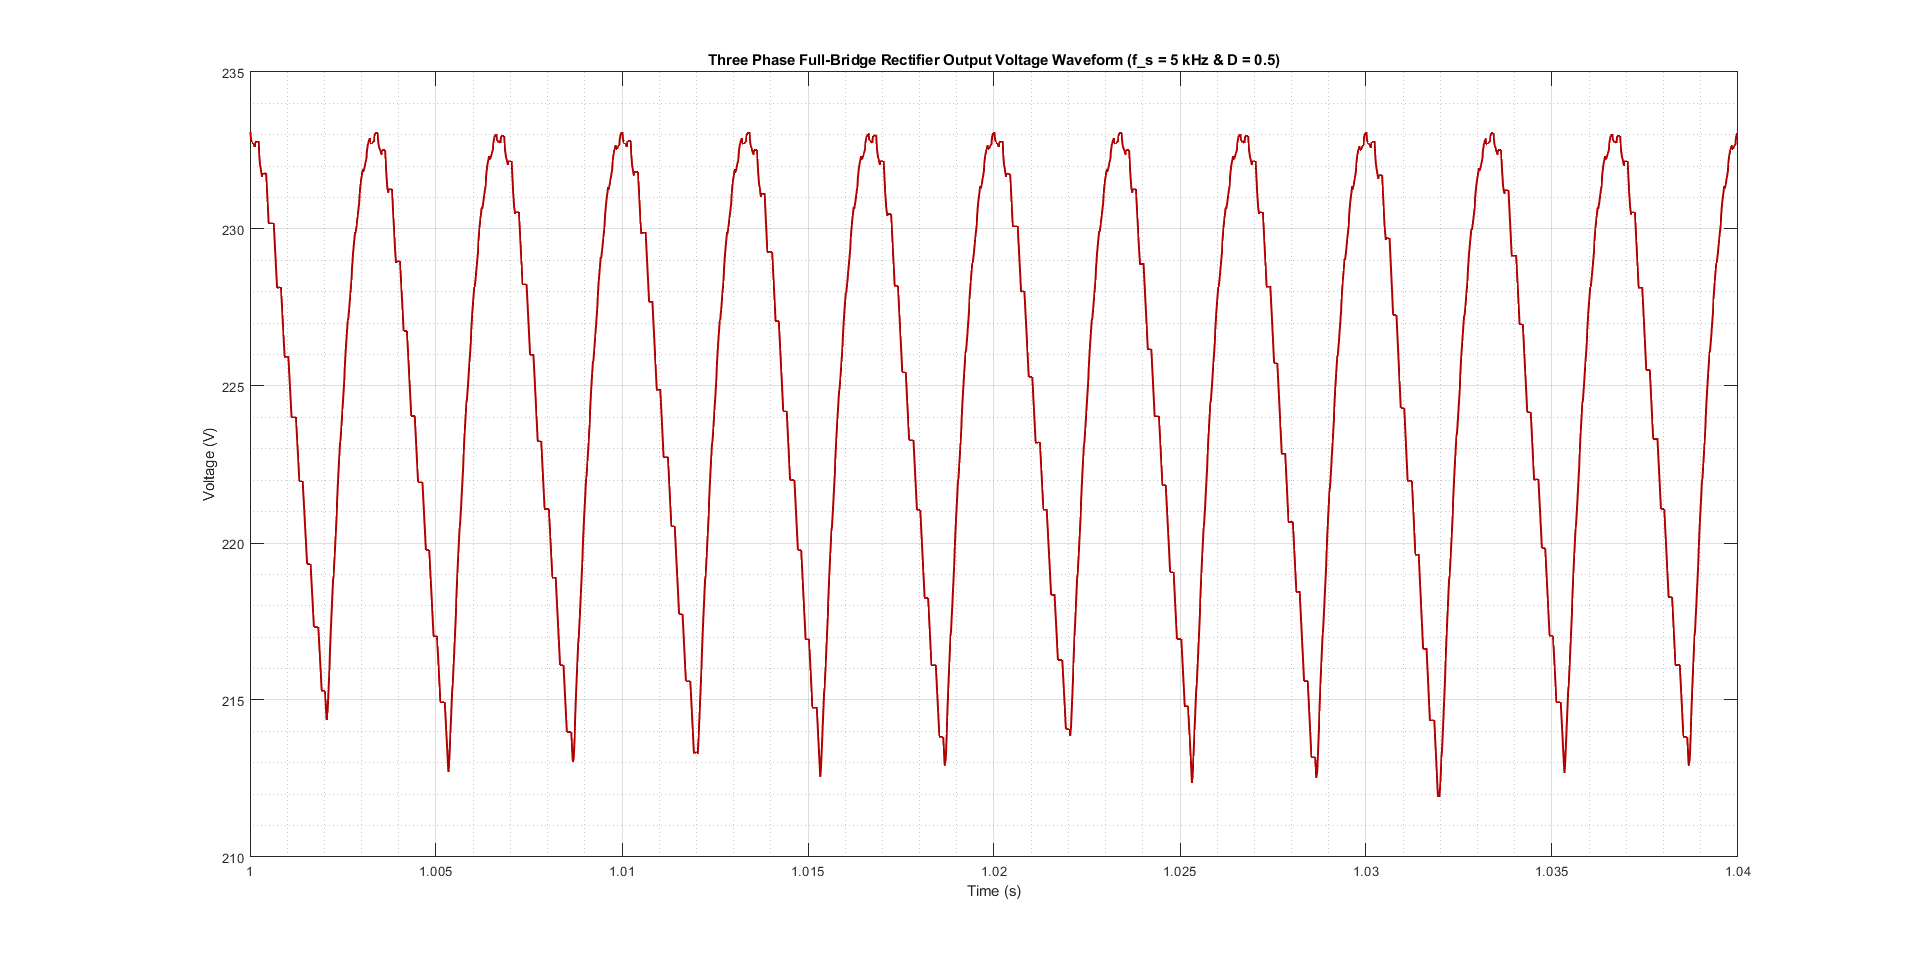 Three Phase Full-Bridge Rectifier Output Voltage Waveform (f_s = 5 kHz & D = 0.5)
235
230
225
220
215
210
Voltage (V)
1 1.005 1.01 1.015 1.02 1.025 1.03 1.035 1.04
Time (s)